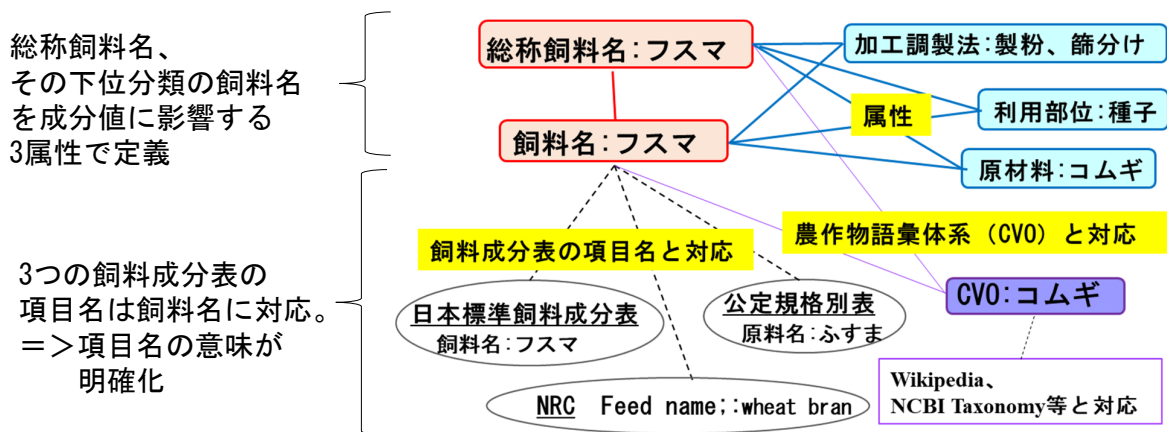 総称飼料名、
その下位分類の飼料名
を成分値に影響する
3属性で定義
総称飼料名:フスマ
加工調製法:製粉、篩分け
利用部位:種子
属性
飼料名:フスマ
原材料:コムギ
3つの飼料成分表の
項目名は飼料名に対応。
=>項目名の意味が
明確化
飼料成分表の項目名と対応
農作物語彙体系(CVO)と対応
日本標準飼料成分表
飼料名:フスマ
公定規格別表
原料名:ふすま
CVO:コムギ
NRC Feed name;:wheat bran
Wikipedia、
NCBI Taxonomy等と対応